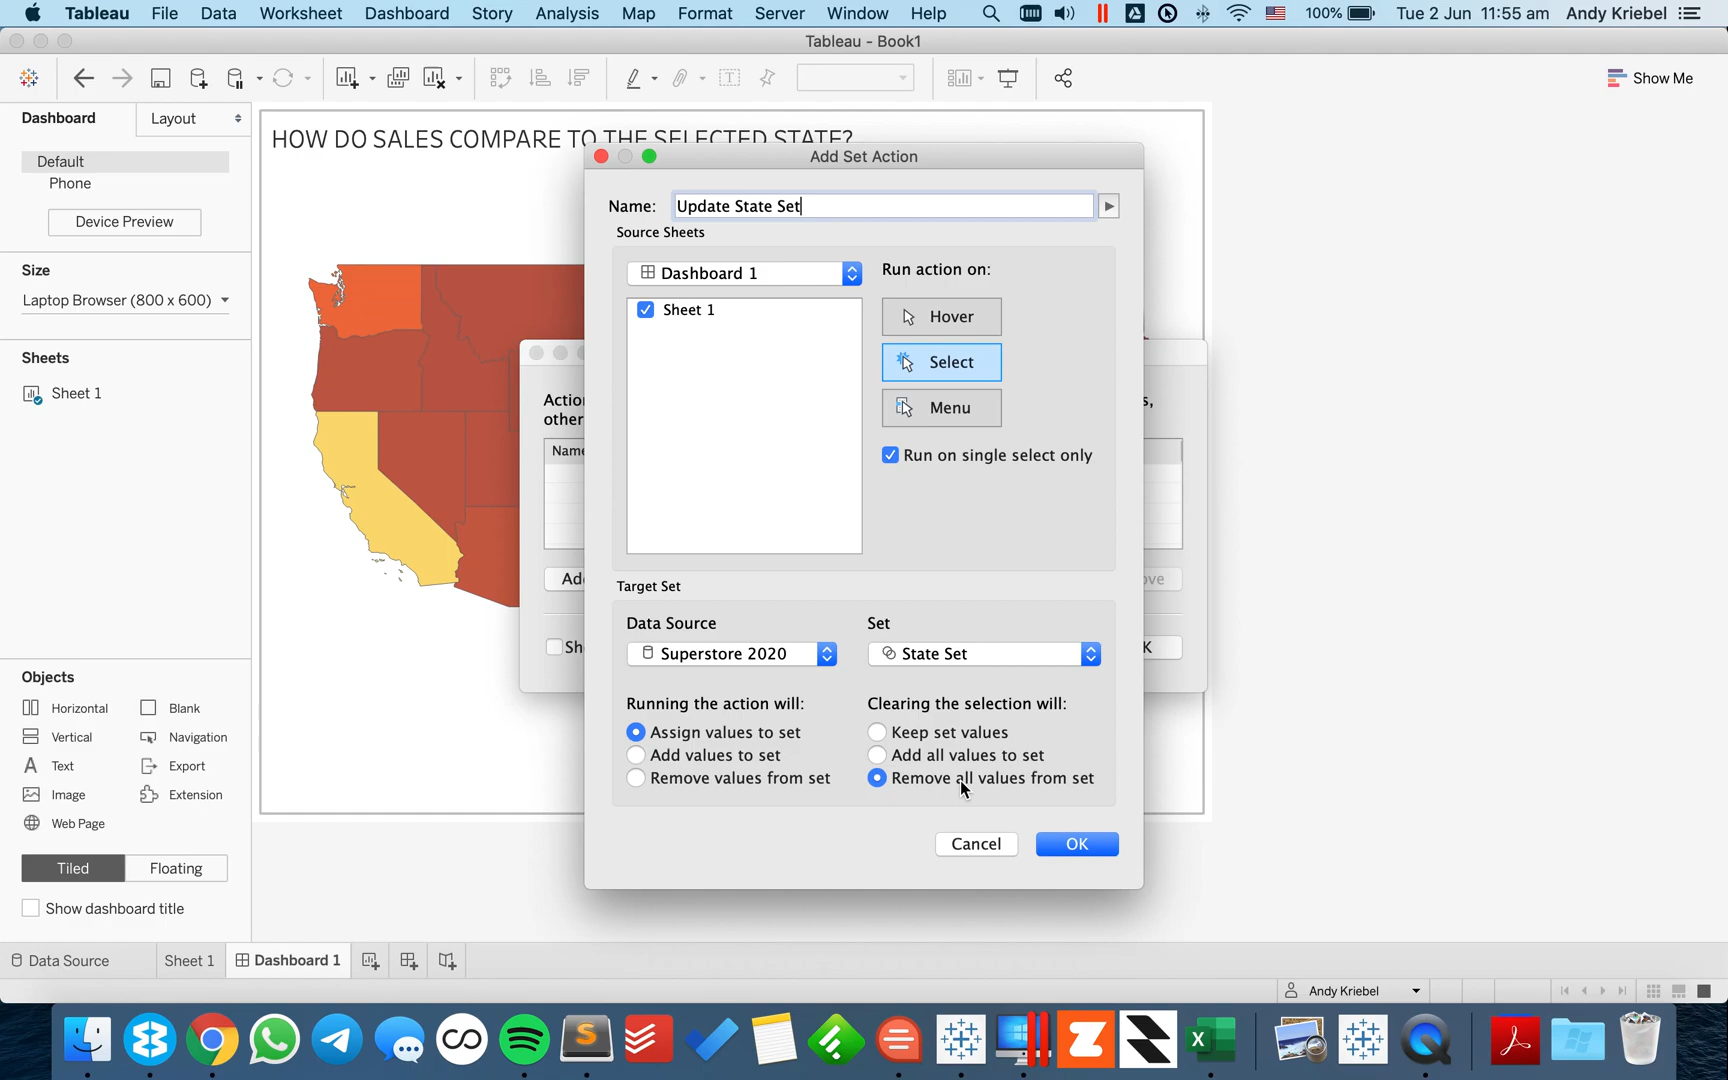 Tableau File Data Worksheet Dashboard Story Analysis Map Format Server Window Help 100% Tue 2 Jun 11:55 am Andy Kriebel
Tableau - Book1
Show Me
Dashboard Layout
Default
Phone
Device Preview
Size
Laptop Browser (800 x 600)
Sheets
Sheet 1
Objects
Horizontal Blank
Vertical Navigation
A Text Export
Image Extension
Web Page
Tiled Floating
Show dashboard title
HOW DO SALES COMPARE TO THE SELECTED STATE?
Add Set Action
Name: Update State Set
Source Sheets
Dashboard 1 Run action on:
Sheet 1
Hover
Select
Menu
Run on single select only
Target Set
Data Source Set
Superstore 2020 State Set
Running the action will: Clearing the selection will:
Assign values to set Keep set values
Add values to set Add all values to set
Remove values from set Remove all values from set
Cancel OK
Data Source Sheet 1 Dashboard 1
Andy Kriebel